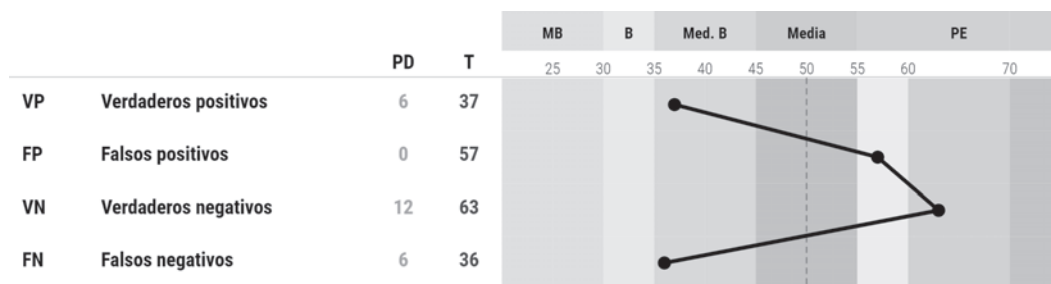 MB B Med. B Media PE
PD T 25 30 35 40 45 50 55 60 70
VP Verdaderos positivos 6 37
FP Falsos positivos 0 57
VN Verdaderos negativos 12 63
FN Falsos negativos 6 36